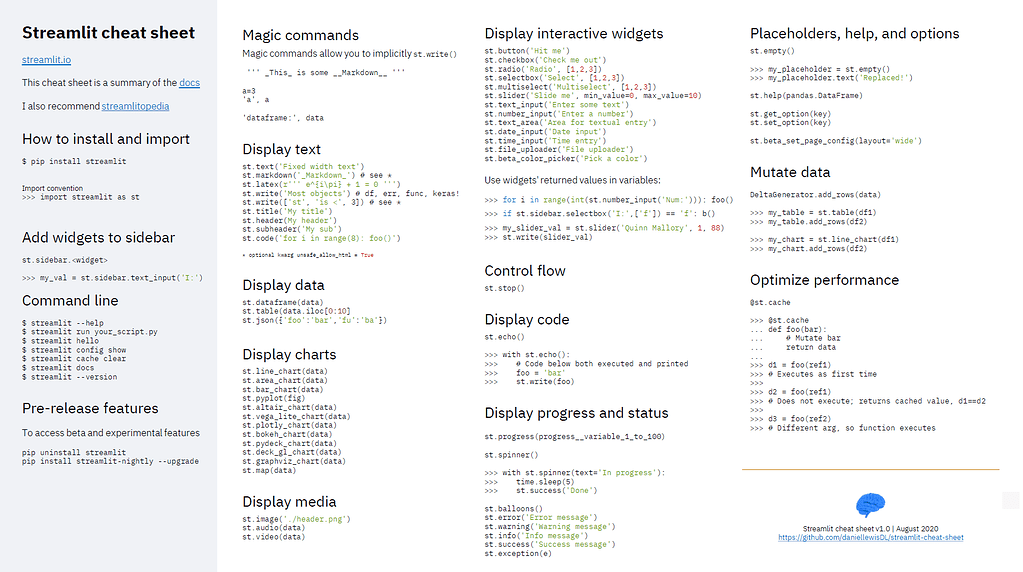 Streamlit cheat sheet
streamlit.io
This cheat sheet is a summary of the docs
I also recommend streamlitopedia
How to install and import
$ pip install streamlit
Import convention
>>> import streamlit as st
Add widgets to sidebar
st.sidebar.<widget>
>>> my_val = st.sidebar.text_input('I:')
Command line
$ streamlit --help
$ streamlit run your_script.py
$ streamlit hello
$ streamlit config show
$ streamlit cache clear
$ streamlit docs
$ streamlit --version
Pre-release features
To access beta and experimental features
pip uninstall streamlit
pip install streamlit-nightly --upgrade
Magic commands
Magic commands allow you to implicitly st.write()
''' _This_ is some __Markdown__ '''
a=3
'a', a
'dataframe:', data
Display text
st.text('Fixed width text')
st.markdown('_Markdown_') # see *
st.latex(r''' e^{i\pi} + 1 = 0 ''')
st.write('Most objects') # df, err, func, keras!
st.write(['st', 'is <', 3]) # see *
st.title('My title')
st.header(My header')
st.subheader('My sub')
st.code('for i in range(8): foo()')
* optional kwarg unsafe_allow_html = True
Display data
st.dataframe(data)
st.table(data.iloc[0:10])
st.json({'foo':'bar','fu':'ba'})
Display charts
st.line_chart(data)
st.area_chart(data)
st.bar_chart(data)
st.pyplot(fig)
st.altair_chart(data)
st.vega_lite_chart(data)
st.plotly_chart(data)
st.bokeh_chart(data)
st.pydeck_chart(data)
st.deck_gl_chart(data)
st.graphviz_chart(data)
st.map(data)
Display media
st.image('./header.png')
st.audio(data)
st.video(data)
Display interactive widgets
st.button('Hit me')
st.checkbox('Check me out')
st.radio('Radio', [1,2,3])
st.selectbox('Select', [1,2,3])
st.multiselect('Multiselect', [1,2,3])
st.slider('Slide me', min_value=0, max_value=10)
st.text_input('Enter some text')
st.number_input('Enter a number')
st.text_area('Area for textual entry')
st.date_input('Date input')
st.time_input('Time entry')
st.file_uploader('File uploader')
st.beta_color_picker('Pick a color')
Use widgets' returned values in variables:
>>> for i in range(int(st.number_input('Num:'))): foo()
>>> if st.sidebar.selectbox('I:',['f']) == 'f': b()
>>> my_slider_val = st.slider('Quinn Mallory', 1, 88)
>>> st.write(slider_val)
Control flow
st.stop()
Display code
st.echo()
>>> with st.echo():
>>>     # Code below both executed and printed
>>>     foo = 'bar'
>>>     st.write(foo)
Display progress and status
st.progress(progress__variable_1_to_100)
st.spinner()
>>> with st.spinner(text='In progress'):
>>>     time.sleep(5)
>>>     st.success('Done')
st.balloons()
st.error('Error message')
st.warning('Warning message')
st.info('Info message')
st.success('Success message')
st.exception(e)
Placeholders, help, and options
st.empty()
>>> my_placeholder = st.empty()
>>> my_placeholder.text('Replaced!')
st.help(pandas.DataFrame)
st.get_option(key)
st.set_option(key)
st.beta_set_page_config(layout='wide')
Mutate data
DeltaGenerator.add_rows(data)
>>> my_table = st.table(df1)
>>> my_table.add_rows(df2)
>>> my_chart = st.line_chart(df1)
>>> my_chart.add_rows(df2)
Optimize performance
@st.cache
>>> @st.cache
... def foo(bar):
...     # Mutate bar
...     return data
...
>>> d1 = foo(ref1)
>>> # Executes as first time
>>>
>>> d2 = foo(ref1)
>>> # Does not execute; returns cached value, d1==d2
>>>
>>> d3 = foo(ref2)
>>> # Different arg, so function executes
Streamlit cheat sheet v1.0 | August 2020
https://github.com/daniellewisDL/streamlit-cheat-sheet